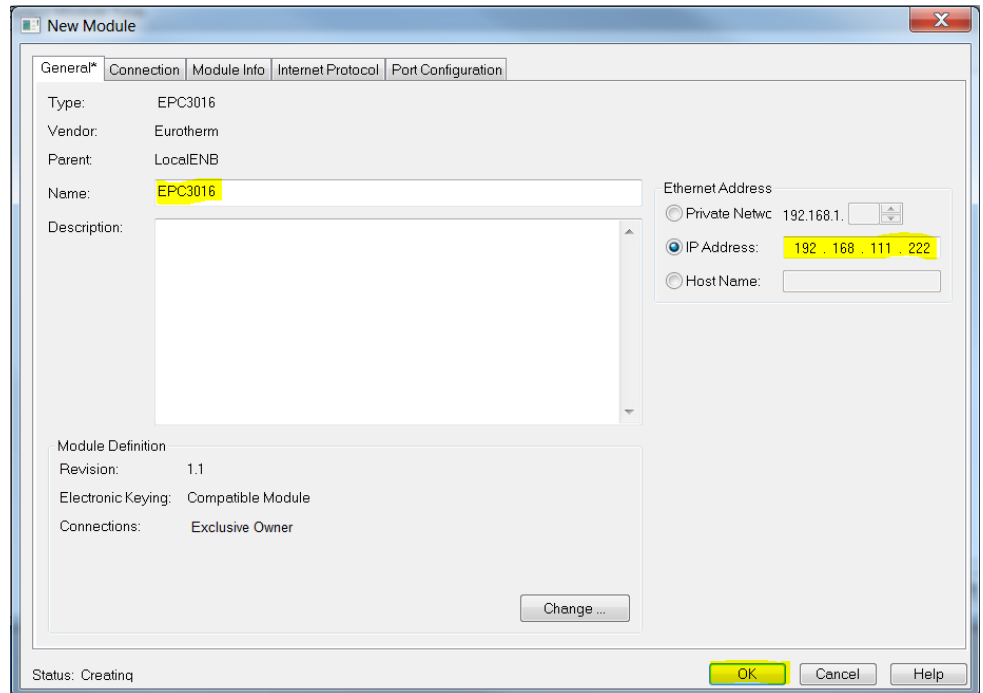 New Module
X
General* Connection Module Info Internet Protocol Port Configuration
Type: EPC3016
Vendor: Eurotherm
Parent: LocalENB
Name: EPC3016
Description:
Ethernet Address
Private Netwc 192.168.1.
IP Address: 192 . 168 . 111 . 222
Host Name:
Module Definition
Revision: 1.1
Electronic Keying: Compatible Module
Connections: Exclusive Owner
Change ...
Status: Creating
OK Cancel Help